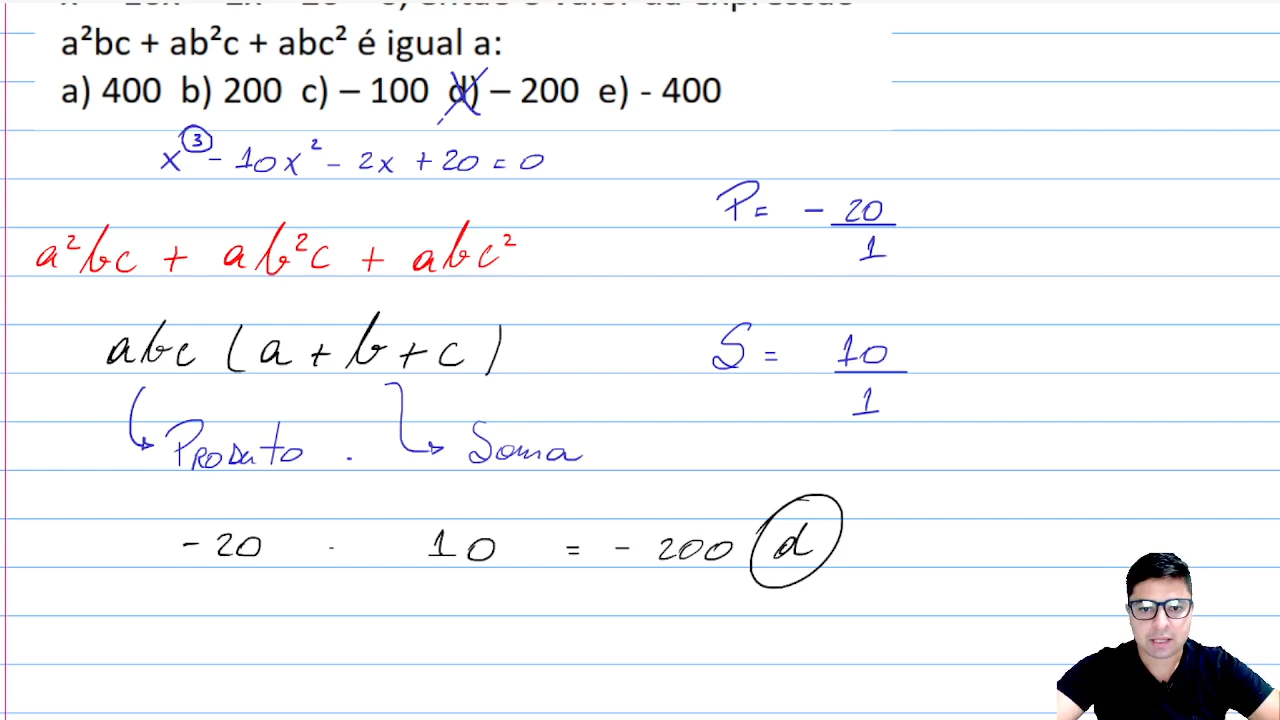 a²bc + ab²c + abc² é igual a:
a) 400 b) 200 c) – 100 d) – 200 e) - 400
x³ - 10x² - 2x + 20 = 0
P = - 20/1
a²bc + ab²c + abc²
abc (a + b + c)
S = 10/1
Produto . Soma
- 20 . 10 = - 200 d